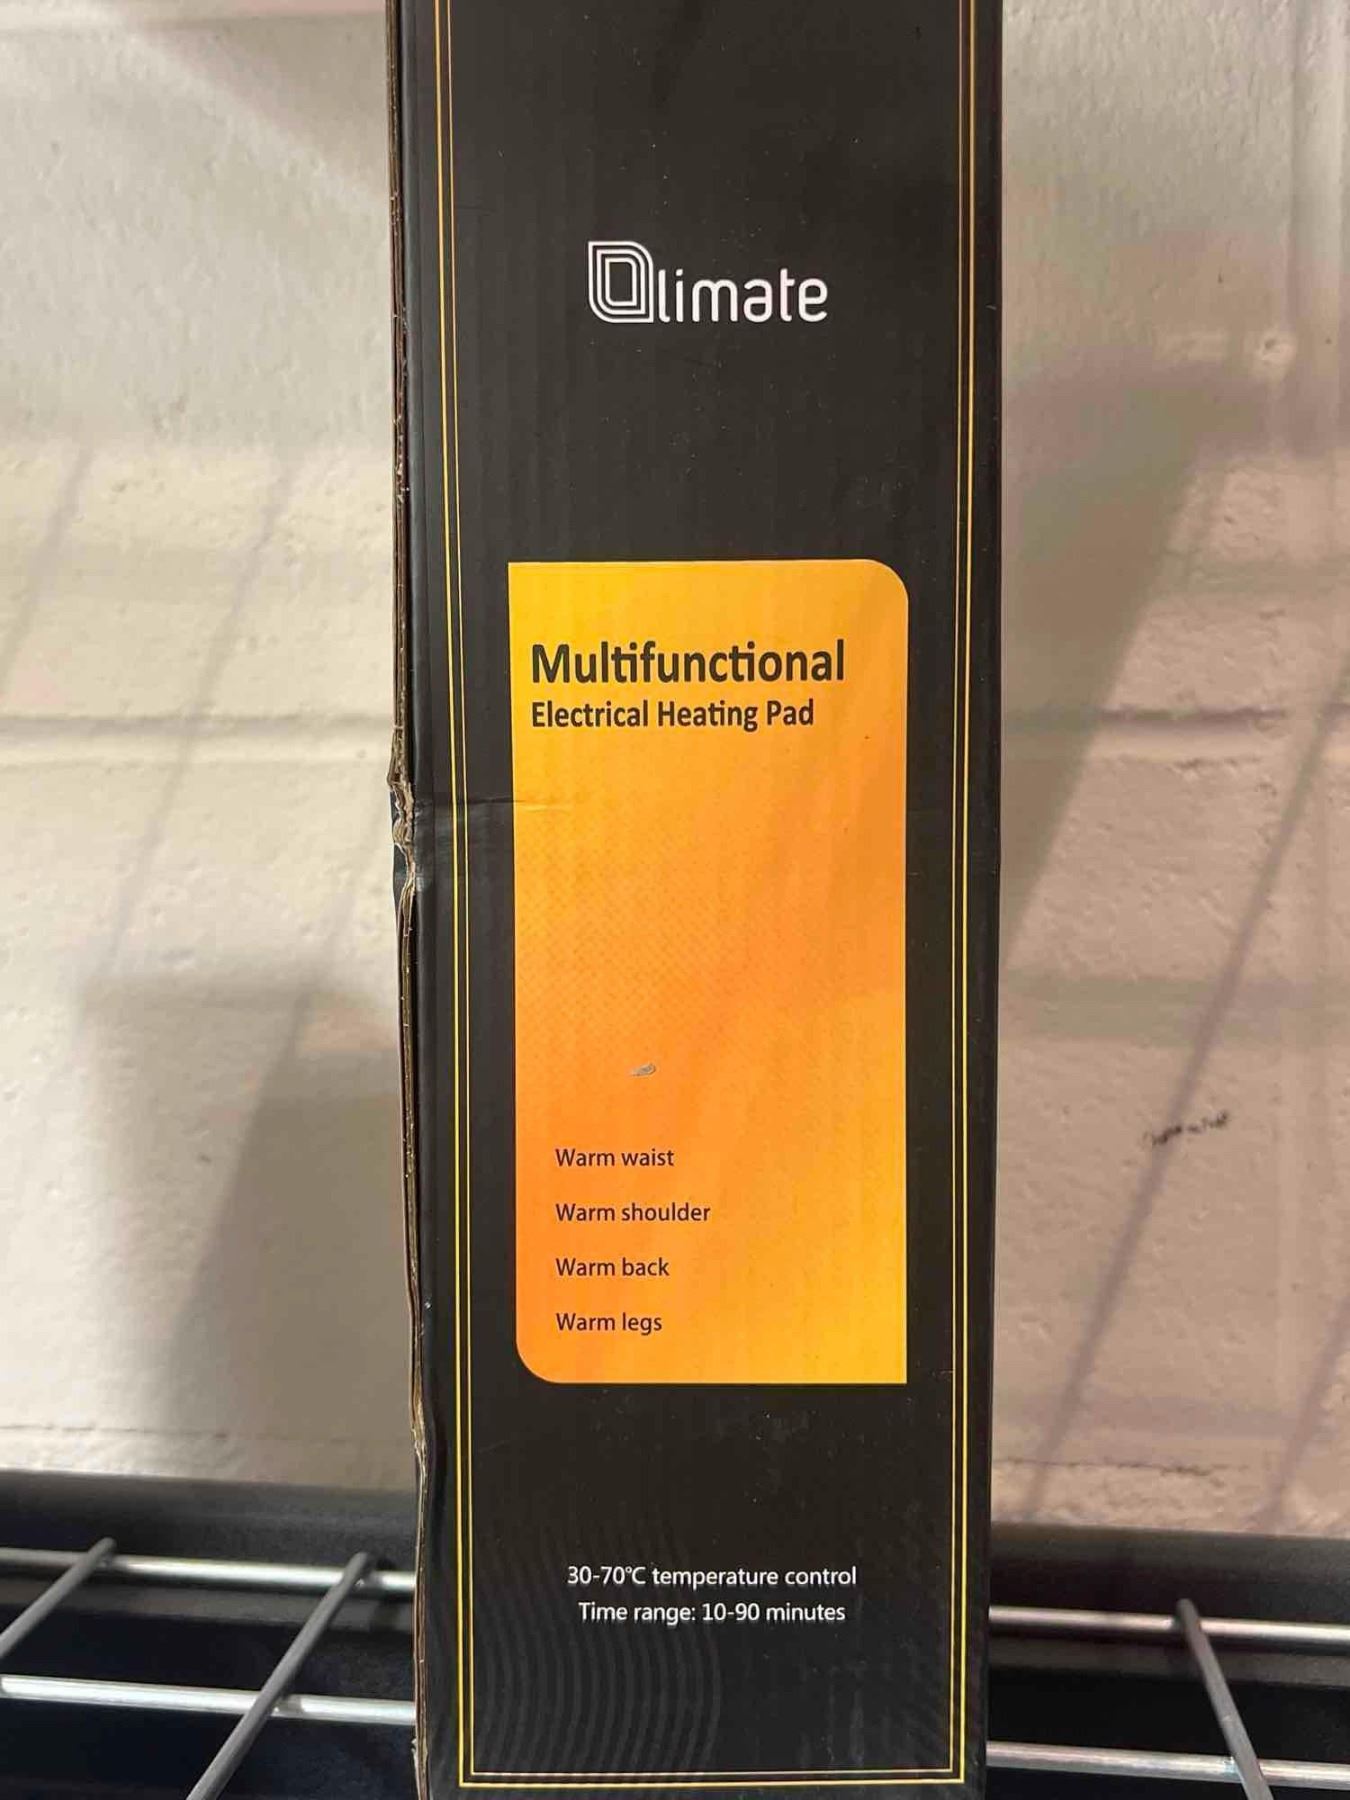 Olimate
Multifunctional
Electrical Heating Pad
Warm waist
Warm shoulder
Warm back
Warm legs
30-70℃ temperature control
Time range: 10-90 minutes